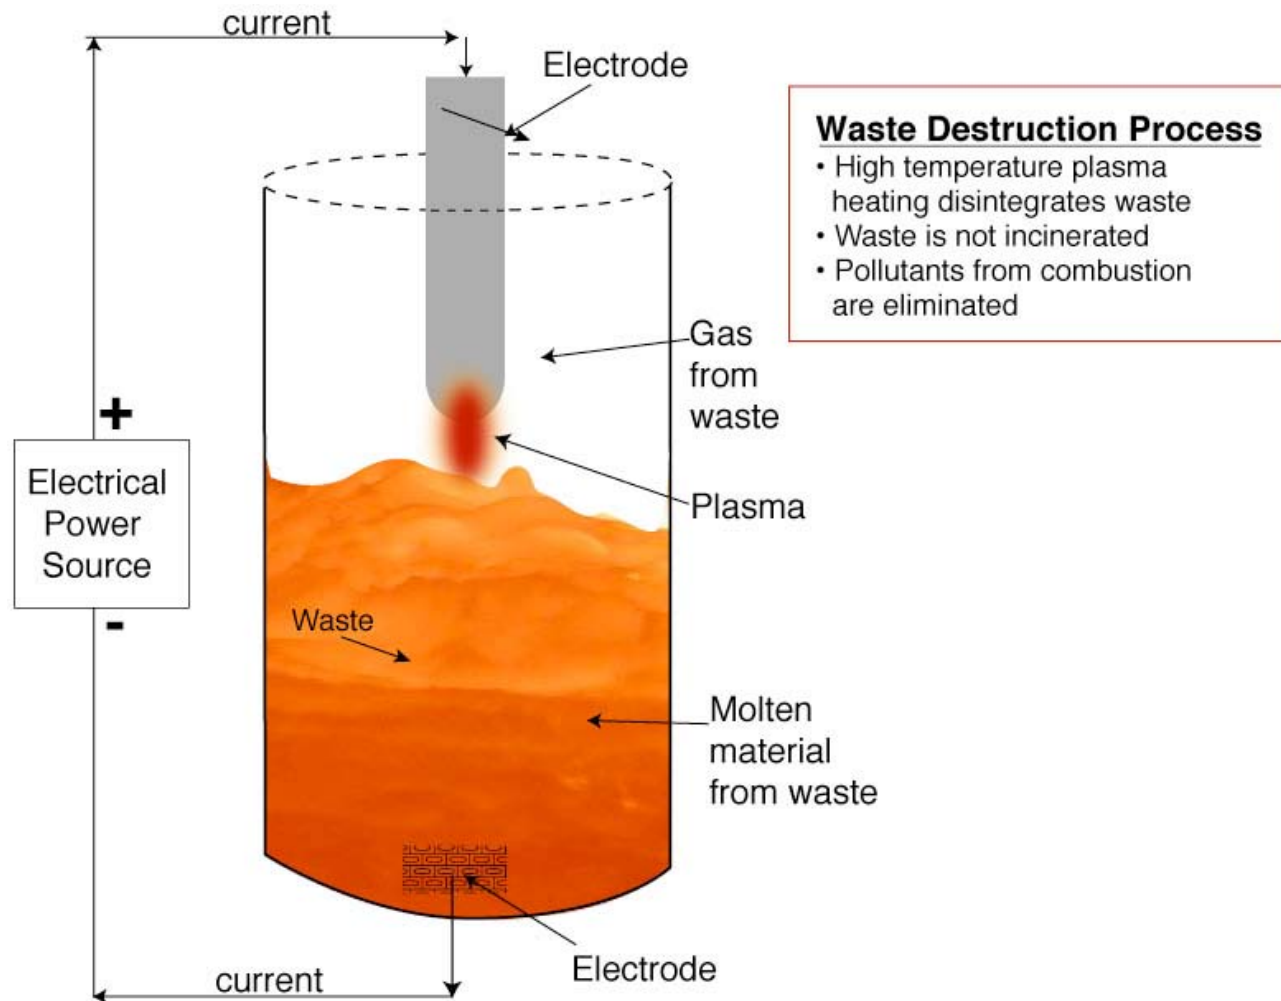 current
Electrode
Waste Destruction Process
• High temperature plasma
heating disintegrates waste
• Waste is not incinerated
• Pollutants from combustion
are eliminated
Gas
from
waste
+
Electrical
Power
Source
-
Plasma
Waste
Molten
material
from waste
Electrode
current